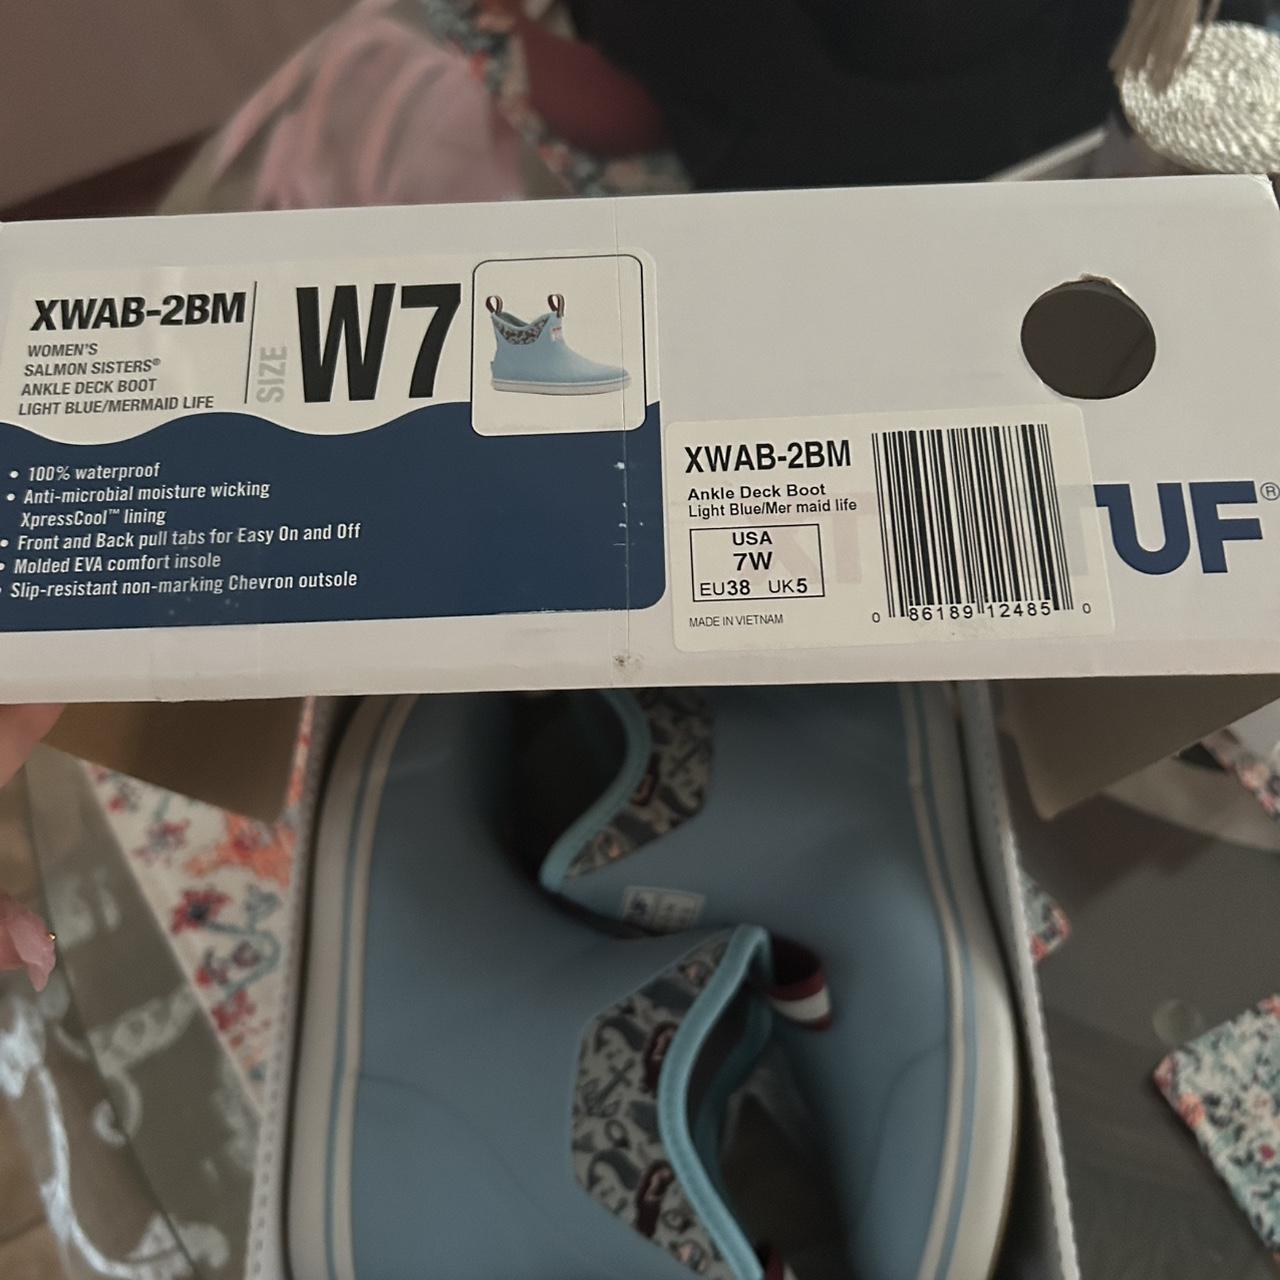 XWAB-2BM
WOMEN'S
SALMON SISTERS®
ANKLE DECK BOOT
LIGHT BLUE/MERMAID LIFE
SIZE
W7
• 100% waterproof
• Anti-microbial moisture wicking
XpressCool™ lining
• Front and Back pull tabs for Easy On and Off
• Molded EVA comfort insole
• Slip-resistant non-marking Chevron outsole
XWAB-2BM
Ankle Deck Boot
Light Blue/Mer maid life
USA
7W
EU38 UK5
MADE IN VIETNAM
0 86189 12485 0
TUF®